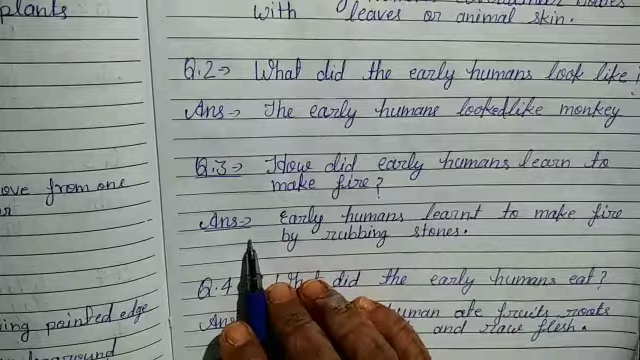 plants
with leaves or animal skin.
Q.2→ What did the early humans look like?
Ans→ The early humans lookedlike monkey
Q.3→ How did early humans learn to
make fire?
ove from one
Ans→ Early humans learnt to make fire
by rubbing stones.
Q.4 What did the early humans eat?
ing pointed edge
Ans human ate fruits roots
and raw flesh.